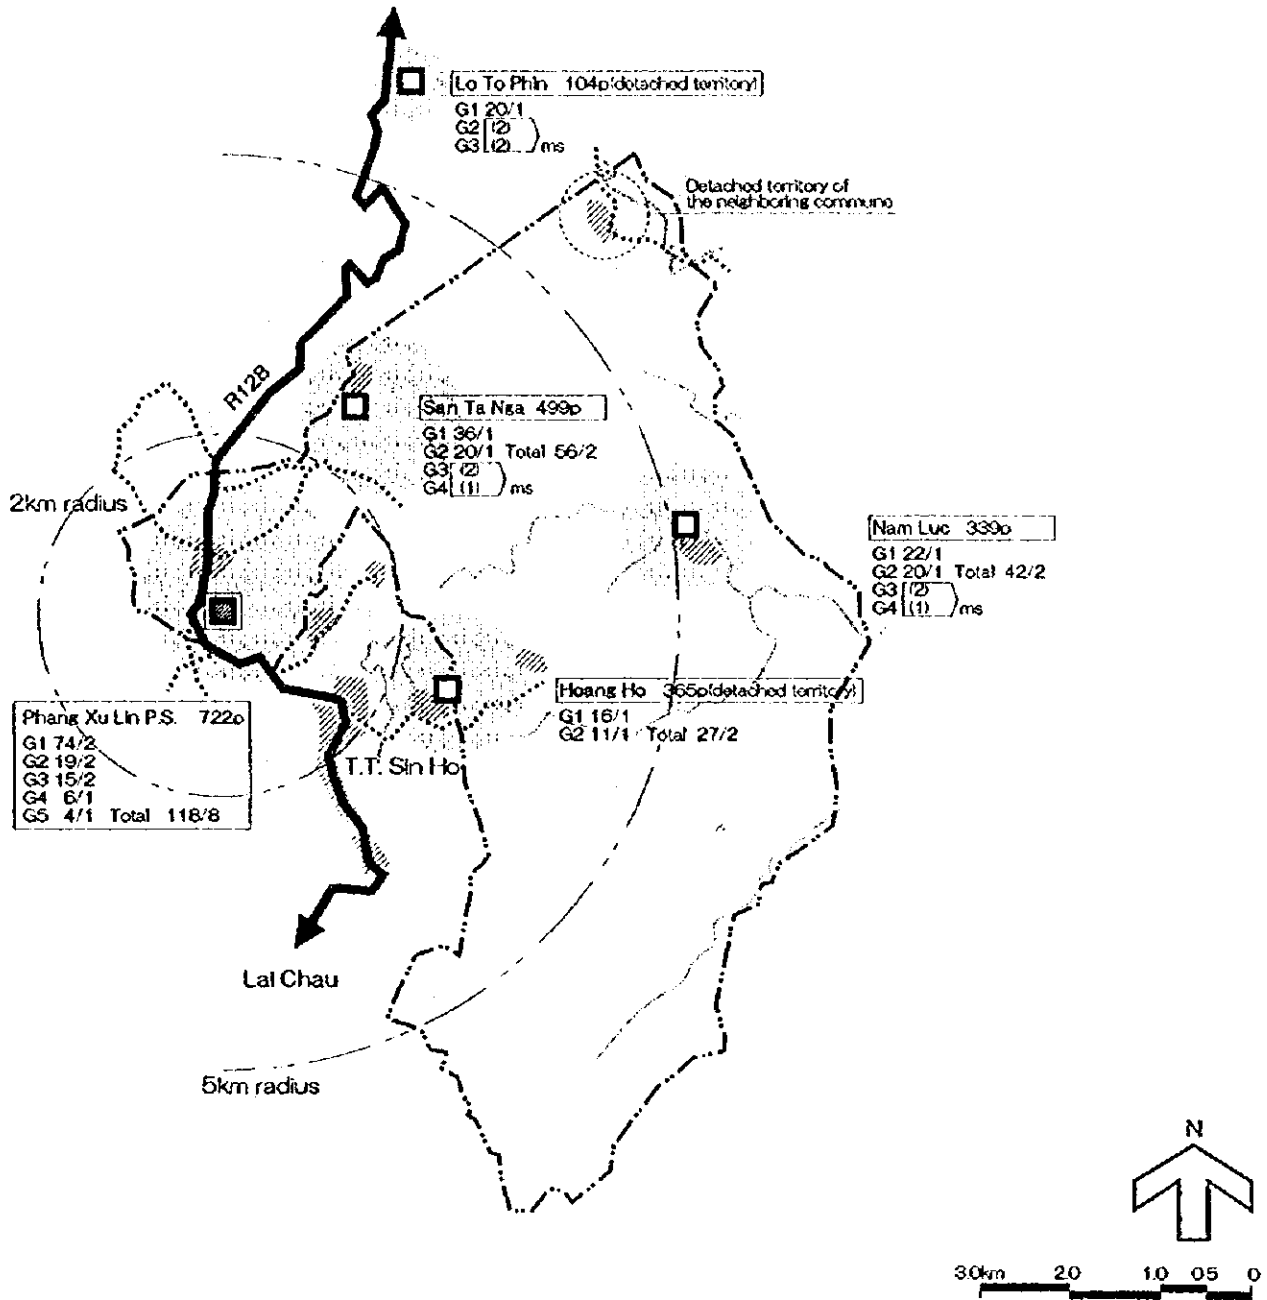 Lo To Phin 104p(detached territory)
G1 20/1
G2 (2)
G3 (2) ms
Detached territory of
the neighboring commune
R128
San Ta Nga 499p
G1 36/1
G2 20/1 Total 56/2
G3 (2)
G4 (1) ms
2km radius
Nam Luc 339p
G1 22/1
G2 20/1 Total 42/2
G3 (2)
G4 (1) ms
Hoang Ho 365p(detached territory)
G1 16/1
G2 11/1 Total 27/2
Phang Xu Lin P.S. 722p
G1 74/2
G2 19/2
G3 15/2
G4 6/1
G5 4/1 Total 118/8
T.T. Sin Ho
Lai Chau
5km radius
N
3.0km 2.0 1.0 0.5 0